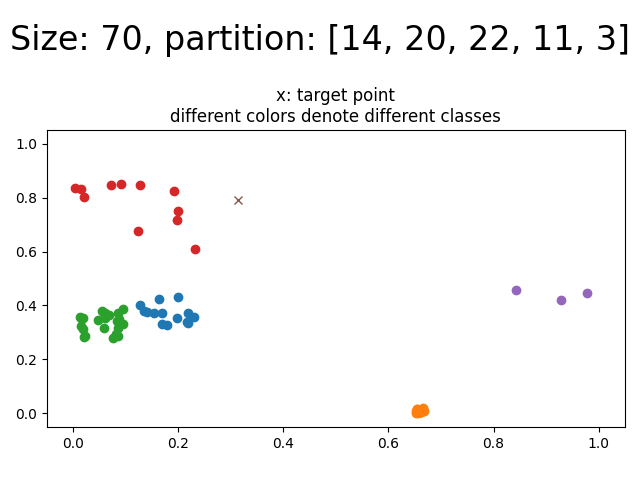 Size: 70, partition: [14, 20, 22, 11, 3]
x: target point
different colors denote different classes
1.0
0.8
0.6
0.4
0.2
0.0
0.0 0.2 0.4 0.6 0.8 1.0